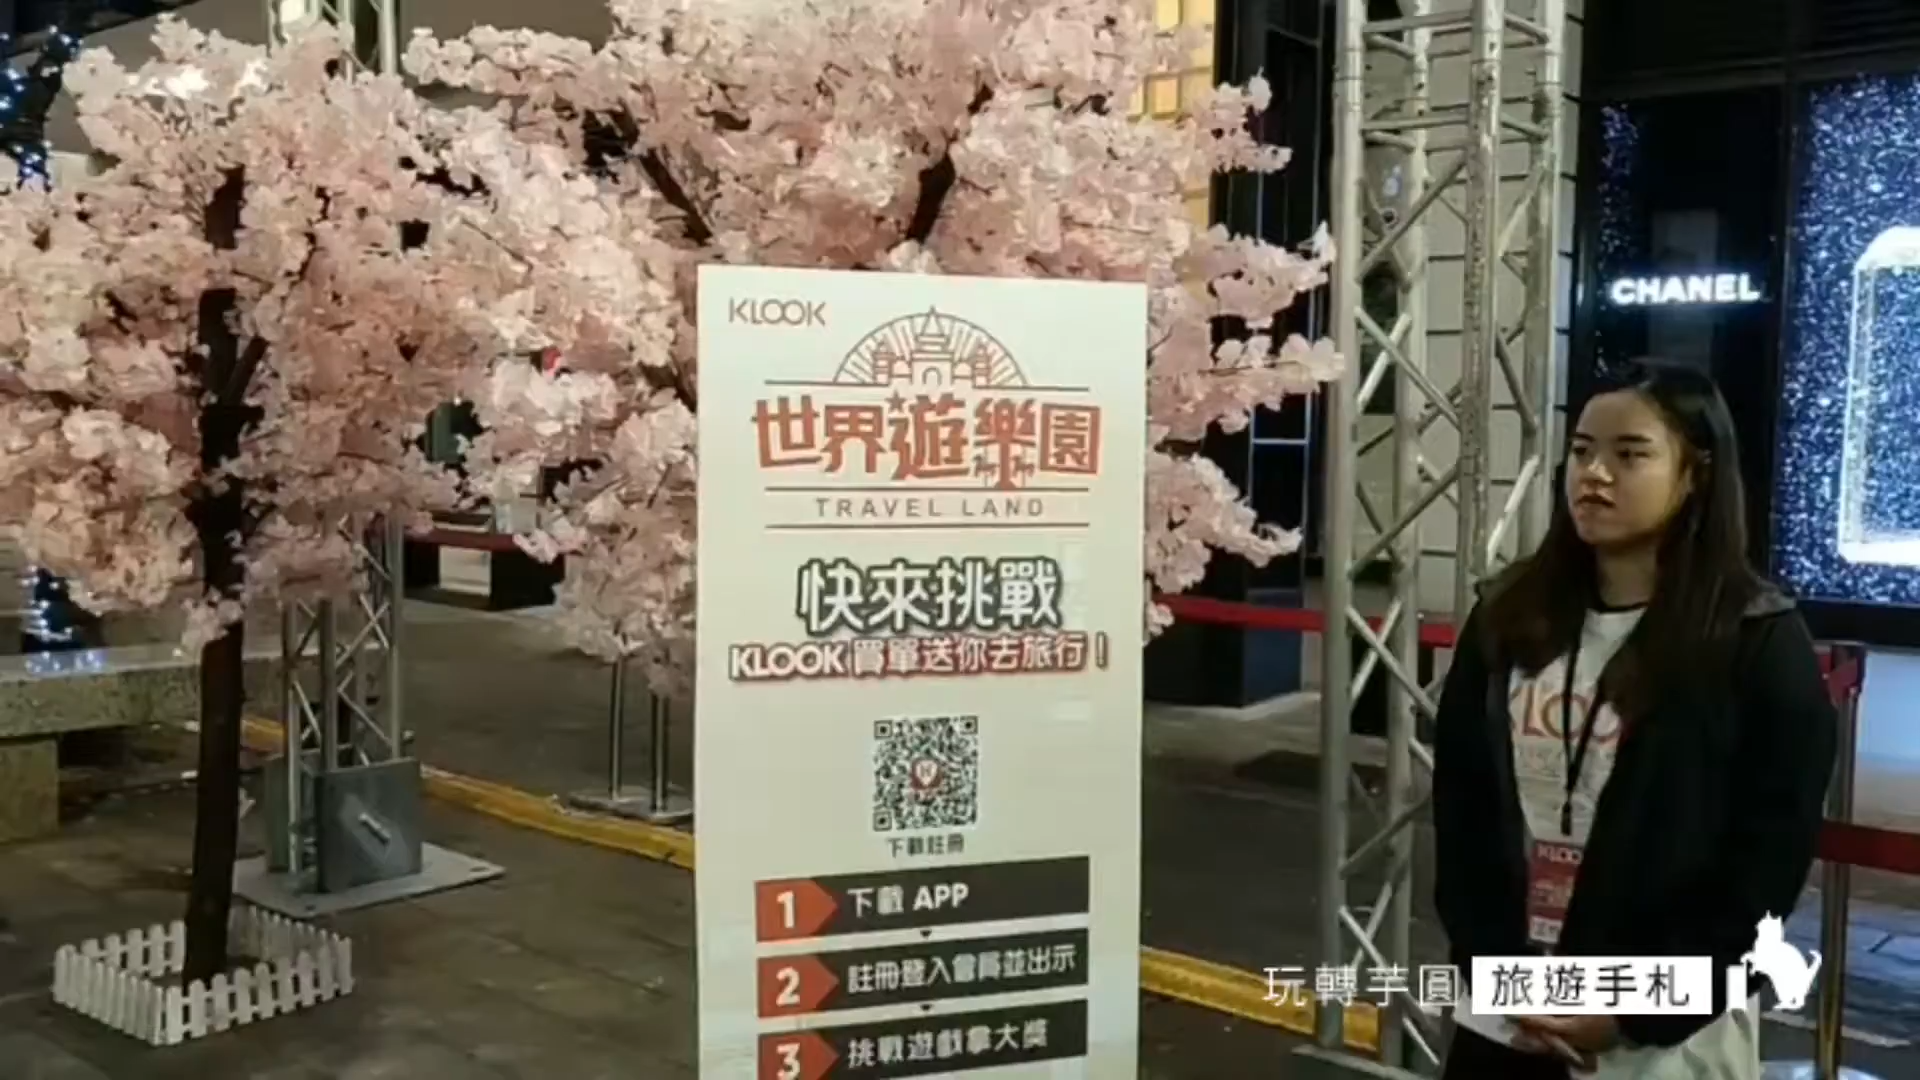 KLOOK
世界遊樂園
TRAVEL LAND
快來挑戰
KLOOK 買單送你去旅行！
下載註冊
1 下載 APP
2 註冊登入會員並出示
3 挑戰遊戲拿大獎
CHANEL
KLOOK
KLOO
玩轉芋圓 旅遊手札